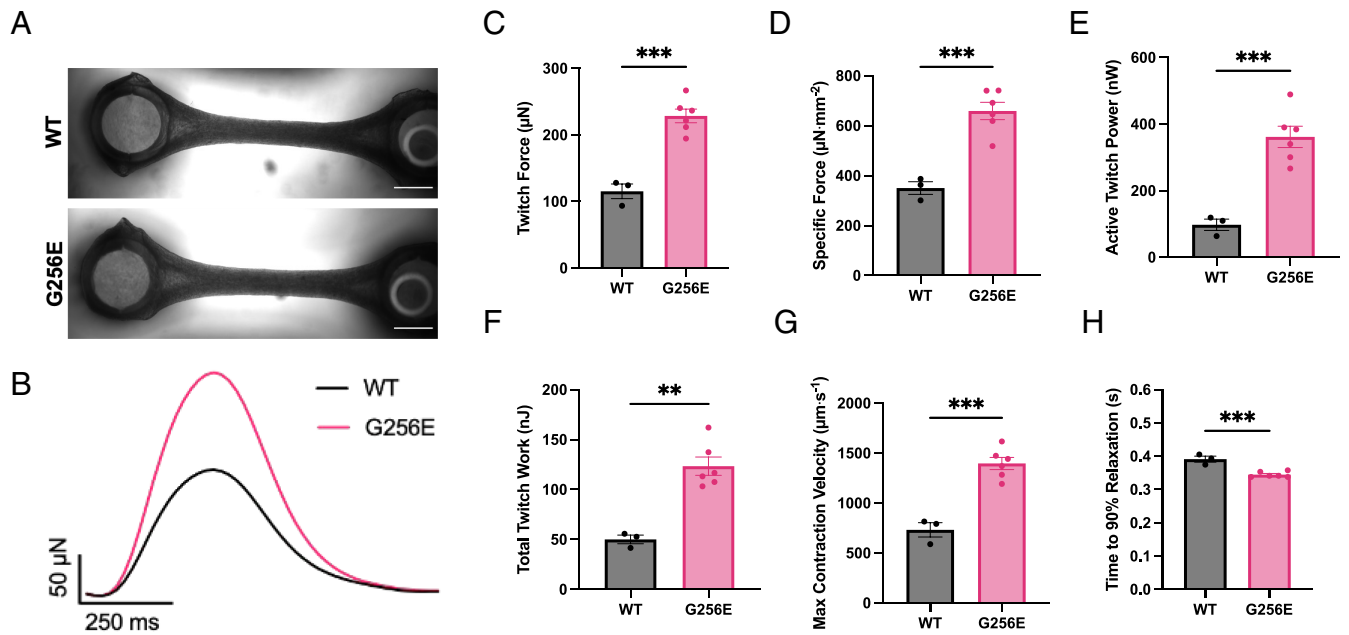 A
WT
G256E
B
WT
G256E
50 µN
250 ms
C
***
Twitch Force (µN)
300
200
100
0
WT
G256E
D
***
Specific Force (µN·mm⁻²)
800
600
400
200
0
WT
G256E
E
***
Active Twitch Power (nW)
600
400
200
0
WT
G256E
F
**
Total Twitch Work (nJ)
200
150
100
50
0
WT
G256E
G
***
Max Contraction Velocity (µm·s⁻¹)
2000
1500
1000
500
0
WT
G256E
H
***
Time to 90% Relaxation (s)
0.6
0.5
0.4
0.3
0.2
0.1
0.0
WT
G256E